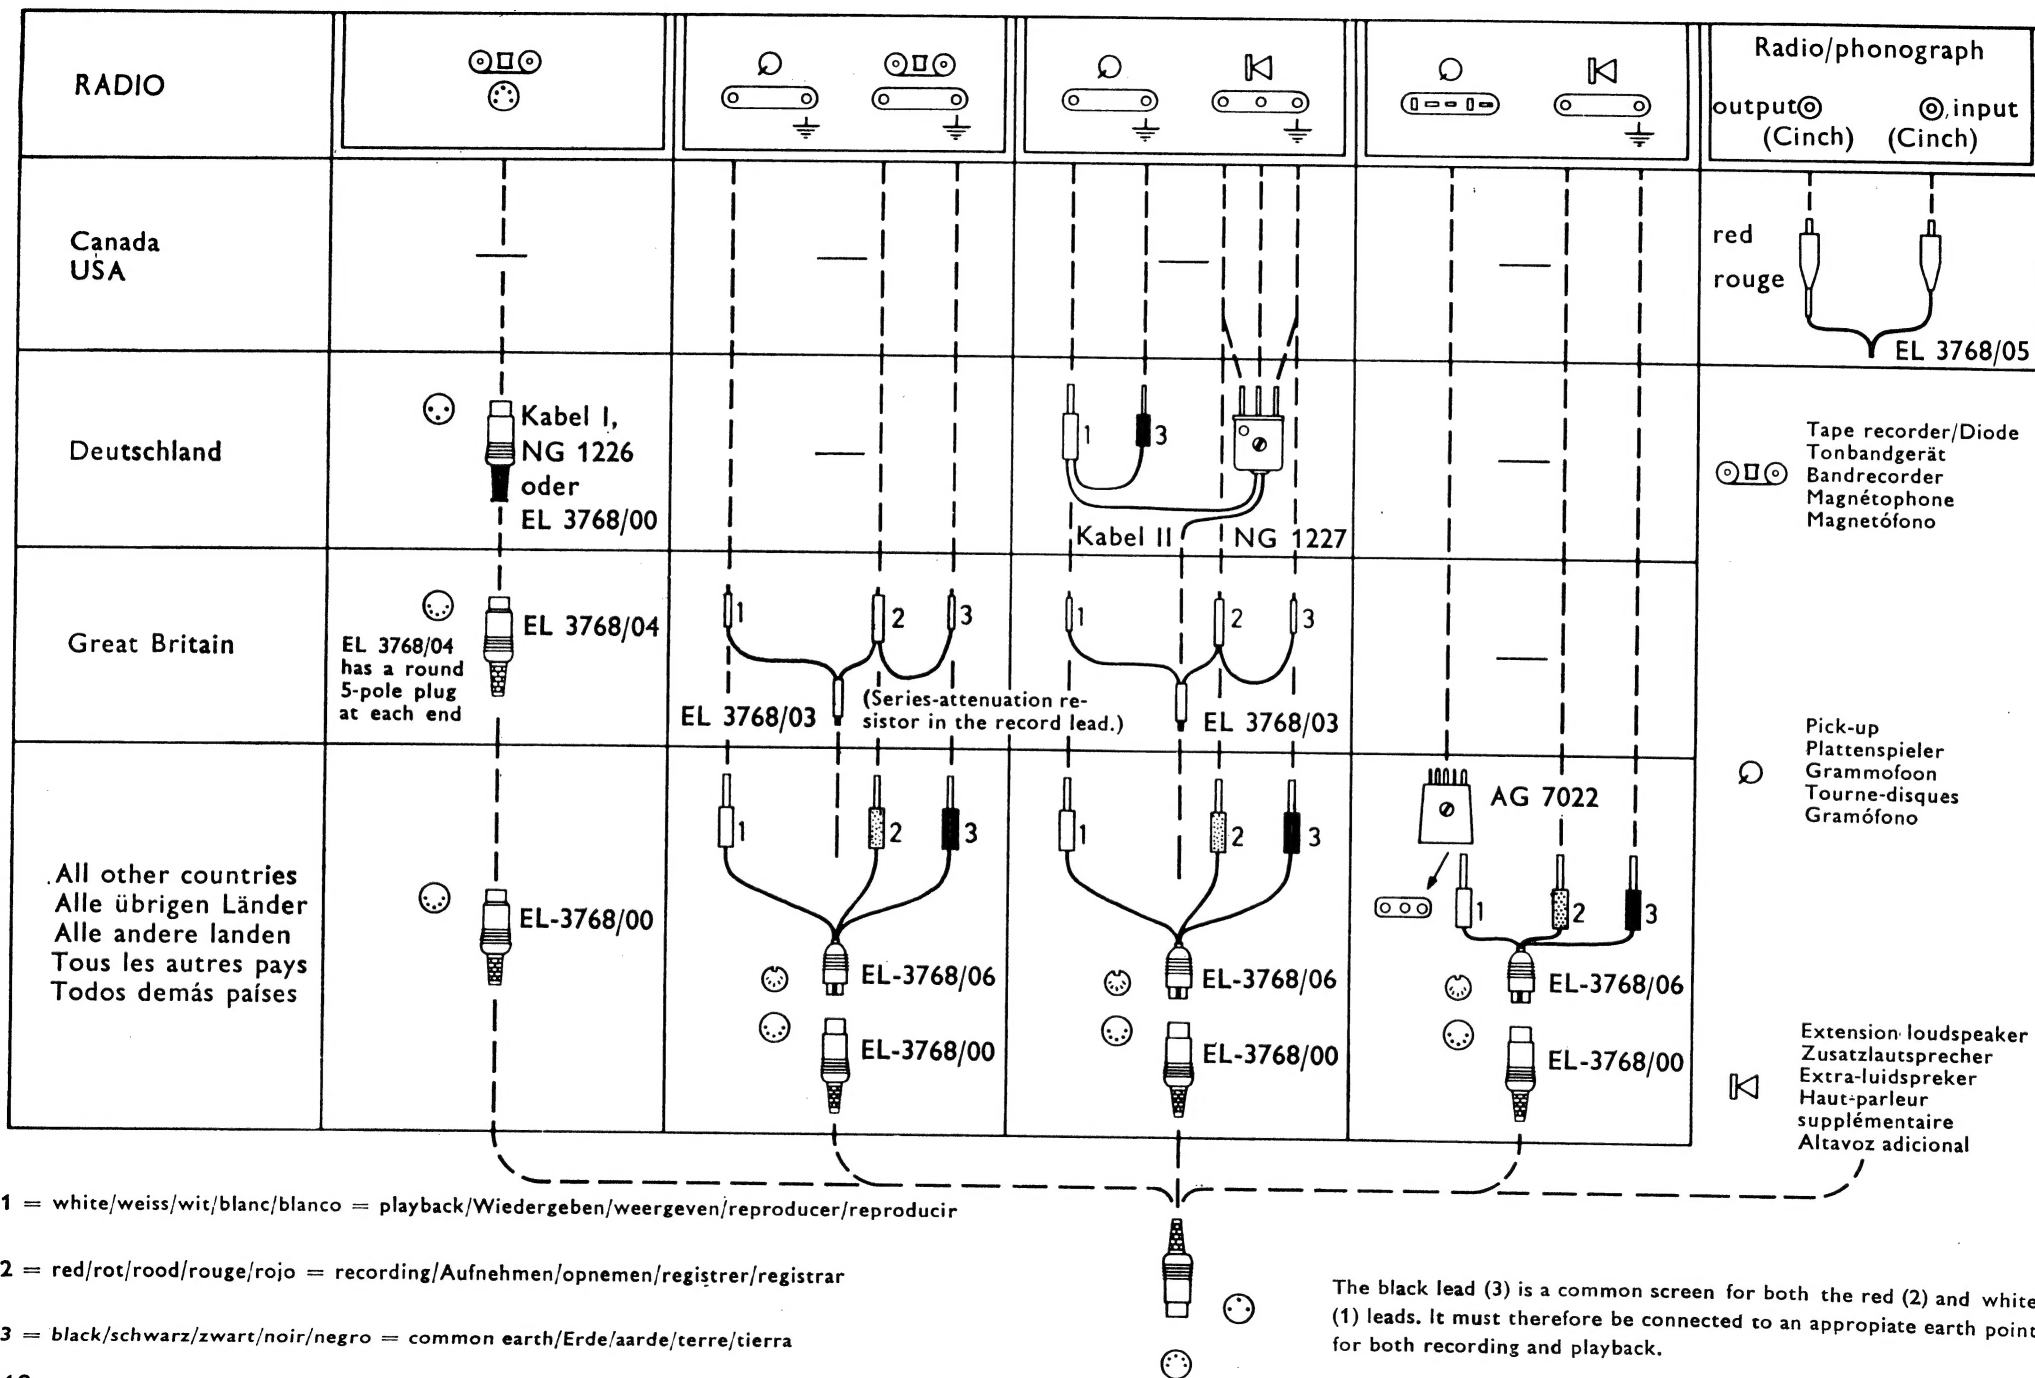 RADIO
Radio/phonograph
output
input
(Cinch)
(Cinch)
Canada
USA
red
rouge
EL 3768/05
Deutschland
Kabel I,
NG 1226
oder
EL 3768/00
1
3
Kabel II
NG 1227
Tape recorder/Diode
Tonbandgerät
Bandrecorder
Magnétophone
Magnetófono
Great Britain
EL 3768/04
has a round
5-pole plug
at each end
EL 3768/04
1
2
3
EL 3768/03
(Series-attenuation re-
sistor in the record lead.)
1
2
3
EL 3768/03
Pick-up
Plattenspieler
Grammofoon
Tourne-disques
Gramófono
All other countries
Alle übrigen Länder
Alle andere landen
Tous les autres pays
Todos demás países
EL-3768/00
1
2
3
EL-3768/06
EL-3768/00
1
2
3
EL-3768/06
EL-3768/00
AG 7022
1
2
3
EL-3768/06
EL-3768/00
Extension loudspeaker
Zusatzlautsprecher
Extra-luidspreker
Haut-parleur
supplémentaire
Altavoz adicional
1 = white/weiss/wit/blanc/blanco = playback/Wiedergeben/weergeven/reproducer/reproducir
2 = red/rot/rood/rouge/rojo = recording/Aufnehmen/opnemen/registrer/registrar
3 = black/schwarz/zwart/noir/negro = common earth/Erde/aarde/terre/tierra
The black lead (3) is a common screen for both the red (2) and white
(1) leads. It must therefore be connected to an appropiate earth point
for both recording and playback.